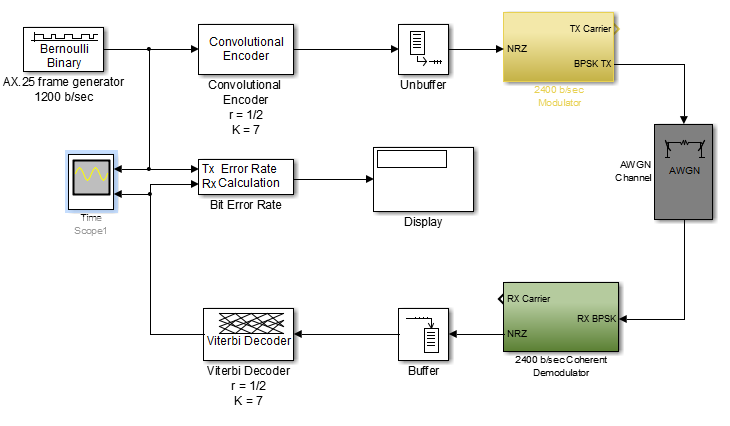 Bernoulli
Binary
AX.25 frame generator
1200 b/sec
Convolutional
Encoder
Convolutional
Encoder
r = 1/2
K = 7
Unbuffer
TX Carrier
NRZ
BPSK TX
2400 b/sec
Modulator
AWGN
Channel
AWGN
Time
Scope1
Tx Error Rate
Rx Calculation
Bit Error Rate
Display
RX Carrier
RX BPSK
NRZ
2400 b/sec Coherent
Demodulator
Buffer
Viterbi Decoder
Viterbi Decoder
r = 1/2
K = 7